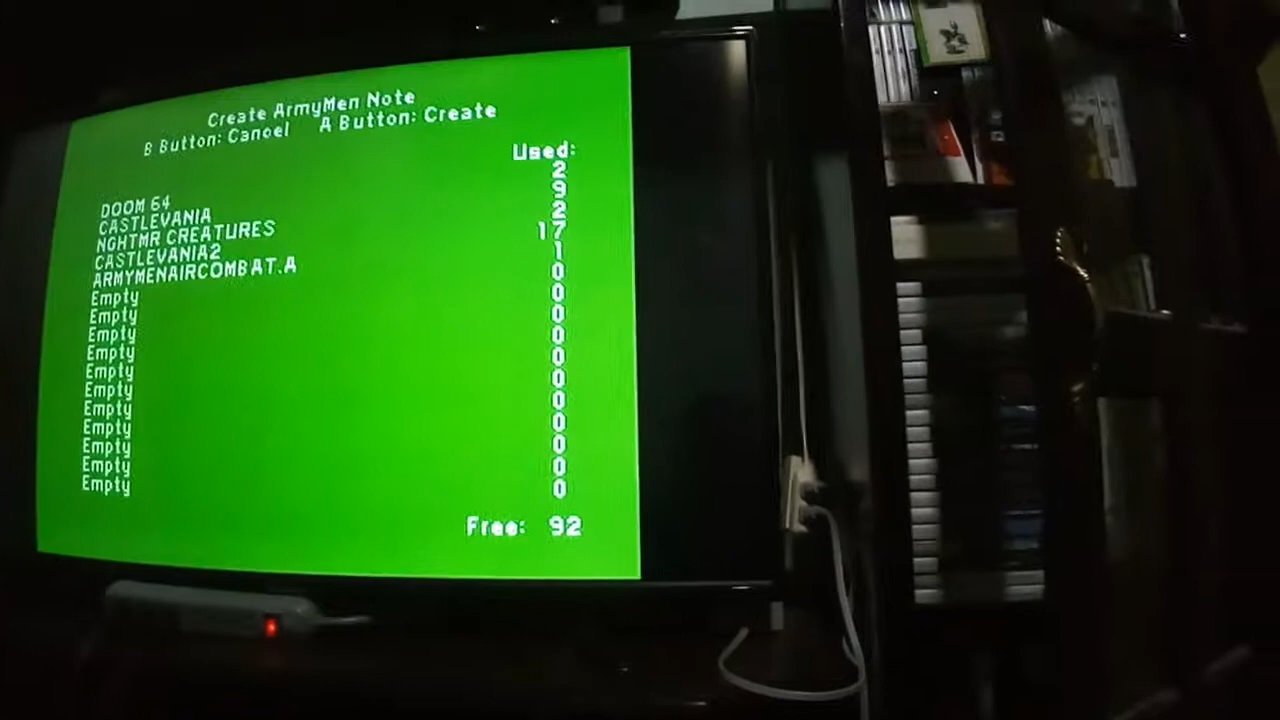 Create ArmyMen Note
B Button: Cancel A Button: Create
Used:
DOOM 64 2
CASTLEVANIA 9
NGHTMR CREATURES 2
CASTLEVANIA2 17
ARMYMENAIRCOMBAT.A 1
Empty 0
Empty 0
Empty 0
Empty 0
Empty 0
Empty 0
Empty 0
Empty 0
Empty 0
Empty 0
Empty 0
Free: 92